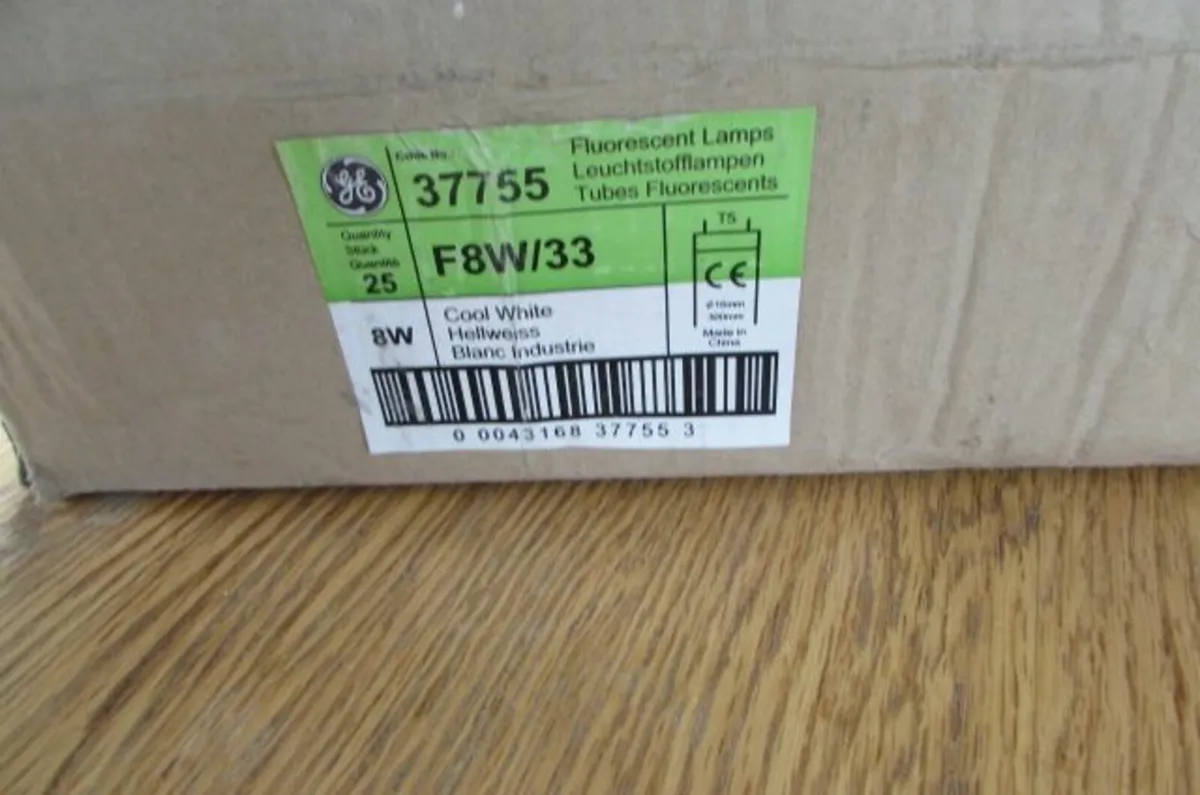 GE
Code No.:
37755
Fluorescent Lamps
Leuchtstofflampen
Tubes Fluorescents
Quantity
Stück
Quantité
25
F8W/33
T5
CE
8W
Cool White
Hellweiss
Blanc Industrie
Made in
China
0 0043168 37755 3